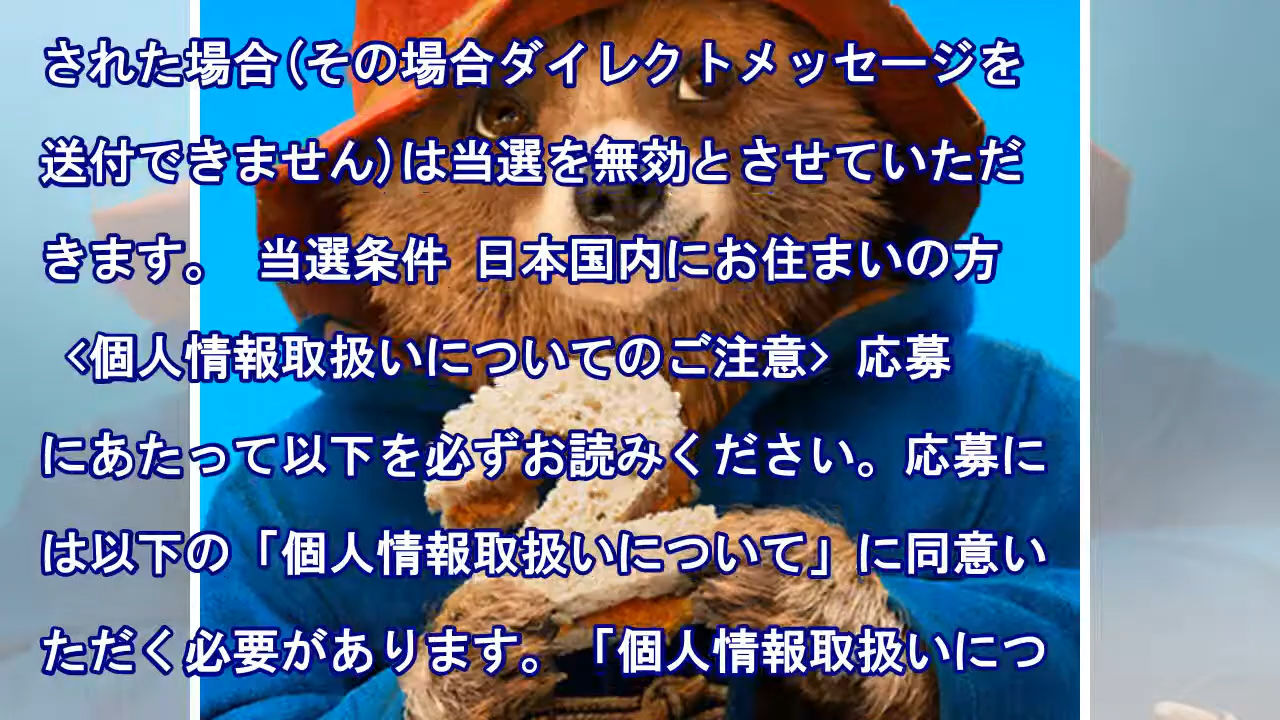 された場合(その場合ダイレクトメッセージを
送付できません)は当選を無効とさせていただ
きます。 当選条件 日本国内にお住まいの方
<個人情報取扱いについてのご注意> 応募
にあたって以下を必ずお読みください。応募に
は以下の「個人情報取扱いについて」に同意い
ただく必要があります。「個人情報取扱いにつ